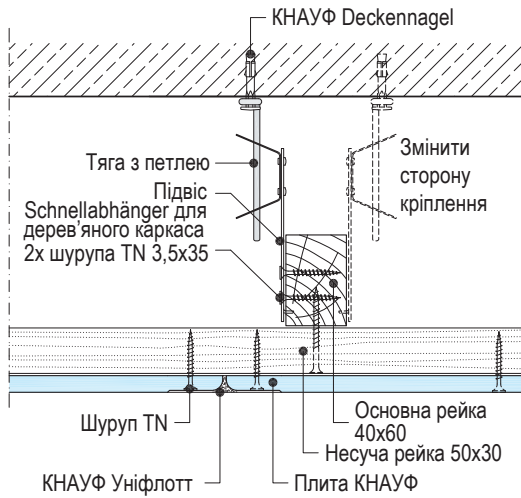 КНАУФ Deckennagel
Тяга з петлею
Підвіс
Schnellabhänger для
дерев'яного каркаса
2x шурупа TN 3,5x35
Змінити
сторону
кріплення
Основна рейка
40x60
Несуча рейка 50x30
Шуруп TN
КНАУФ Уніфлотт
Плита КНАУФ